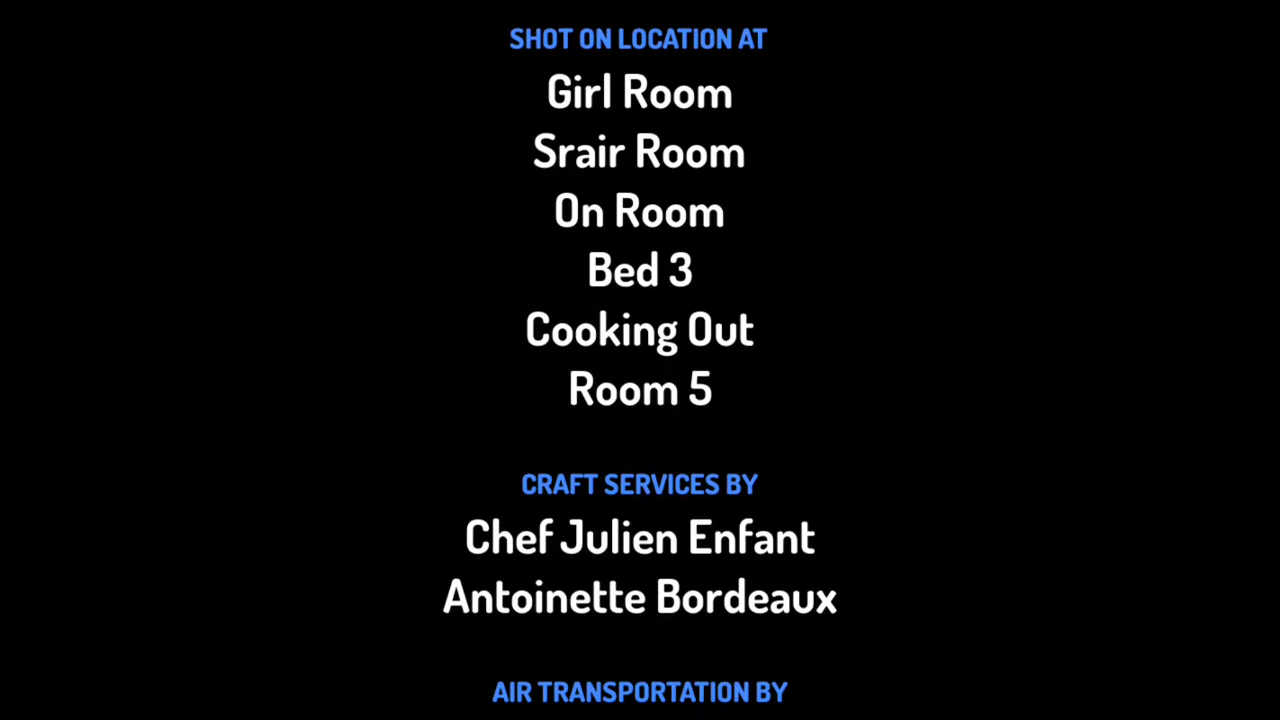 SHOT ON LOCATION AT
Girl Room
Srair Room
On Room
Bed 3
Cooking Out
Room 5
CRAFT SERVICES BY
Chef Julien Enfant
Antoinette Bordeaux
AIR TRANSPORTATION BY